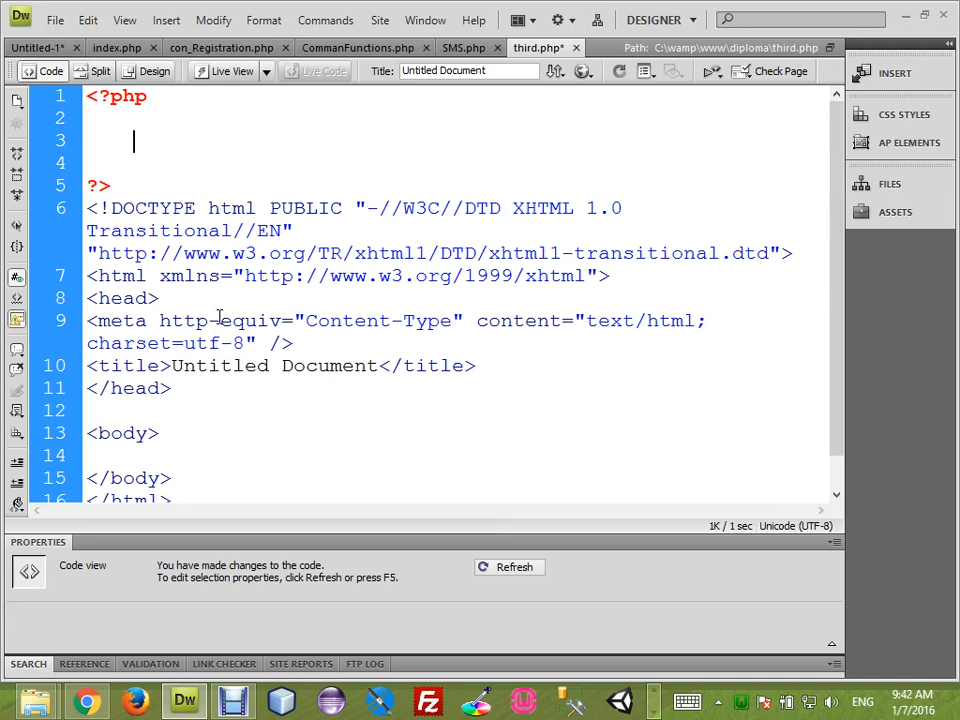 Dw File Edit View Insert Modify Format Commands Site Window Help DESIGNER
Untitled-1* index.php con_Registration.php CommanFunctions.php SMS.php third.php* Path: C:\wamp\www\diploma\third.php
Code Split Design Live View Live Code Title: Untitled Document Check Page
1 <?php
2
3
4
5 ?>
6 <!DOCTYPE html PUBLIC "-//W3C//DTD XHTML 1.0
Transitional//EN"
"http://www.w3.org/TR/xhtml1/DTD/xhtml1-transitional.dtd">
7 <html xmlns="http://www.w3.org/1999/xhtml">
8 <head>
9 <meta http-equiv="Content-Type" content="text/html;
charset=utf-8" />
10 <title>Untitled Document</title>
11 </head>
12
13 <body>
14
15 </body>
16 </html>
1K / 1 sec Unicode (UTF-8)
INSERT
CSS STYLES
AP ELEMENTS
FILES
ASSETS
PROPERTIES
Code view You have made changes to the code. Refresh
To edit selection properties, click Refresh or press F5.
SEARCH REFERENCE VALIDATION LINK CHECKER SITE REPORTS FTP LOG
Dw Fz ENG 9:42 AM
1/7/2016